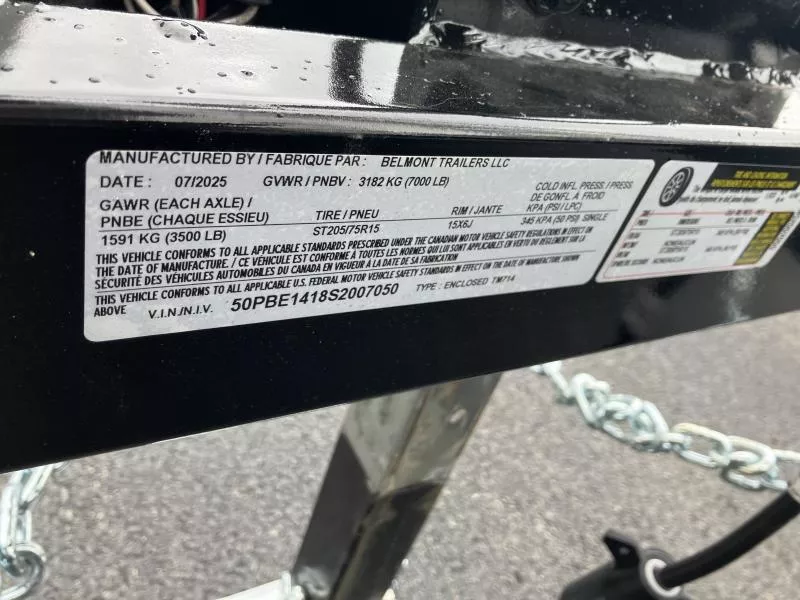 MANUFACTURED BY / FABRIQUE PAR : BELMONT TRAILERS LLC
DATE : 07/2025 GVWR / PNBV : 3182 KG (7000 LB)
GAWR (EACH AXLE) / PNBE (CHAQUE ESSIEU) TIRE / PNEU RIM / JANTE COLD INFL. PRESS. / PRESS DE GONFL. À FROID KPA (PSI / LPC)
1591 KG (3500 LB) ST205/75R15 15X6J 345 KPA (50 PSI) SINGLE
THIS VEHICLE CONFORMS TO ALL APPLICABLE STANDARDS PRESCRIBED UNDER THE CANADIAN MOTOR VEHICLE SAFETY REGULATIONS IN EFFECT ON
THE DATE OF MANUFACTURE / CE VÉHICULE EST CONFORME À TOUTES LES NORMES QUI LUI SONT APPLICABLES EN VERTU DU RÈGLEMENT SUR LA
SÉCURITÉ DES VÉHICULES AUTOMOBILES DU CANADA EN VIGUEUR À LA DATE DE SA FABRICATION
THIS VEHICLE CONFORMS TO ALL APPLICABLE U.S. FEDERAL MOTOR VEHICLE SAFETY STANDARDS IN EFFECT ON THE DATE OF MANUFACTURE SHOWN
ABOVE V.I.N./N.I.V. 50PBE1418S2007050 TYPE : ENCLOSED TM714
TIRE AND LOADING INFORMATION